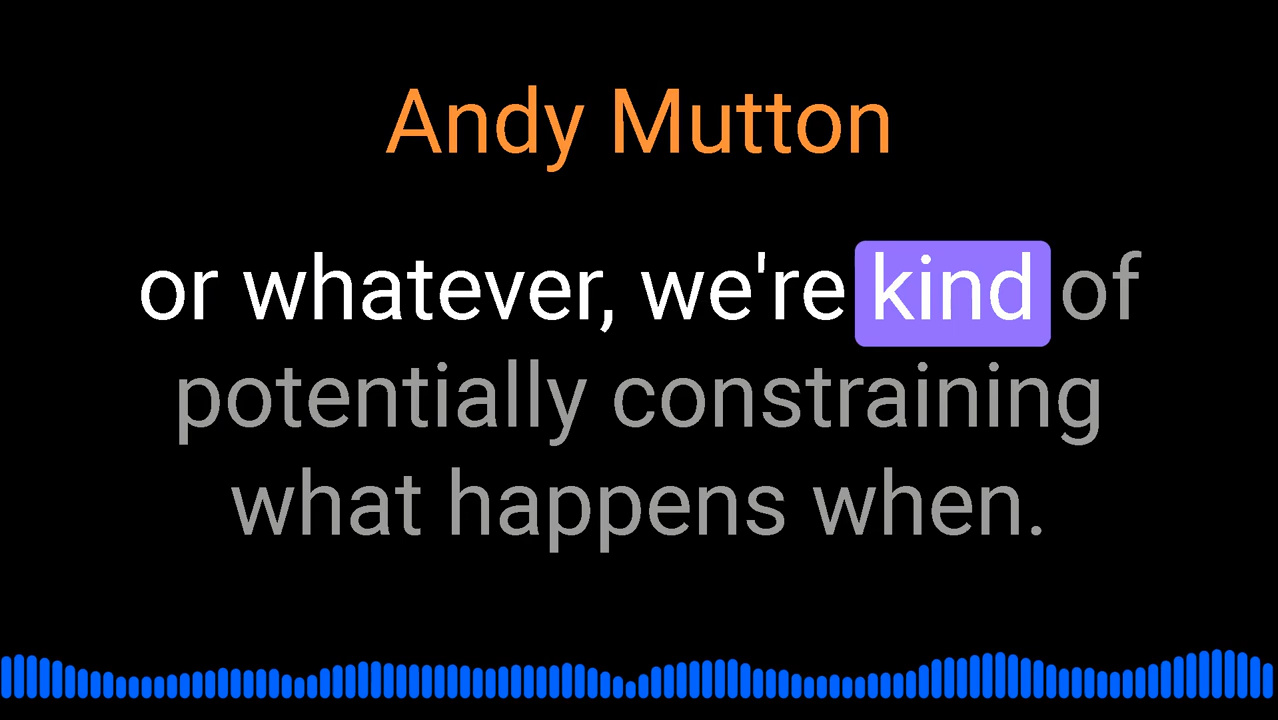 Andy Mutton
or whatever, we're kind of
potentially constraining
what happens when.